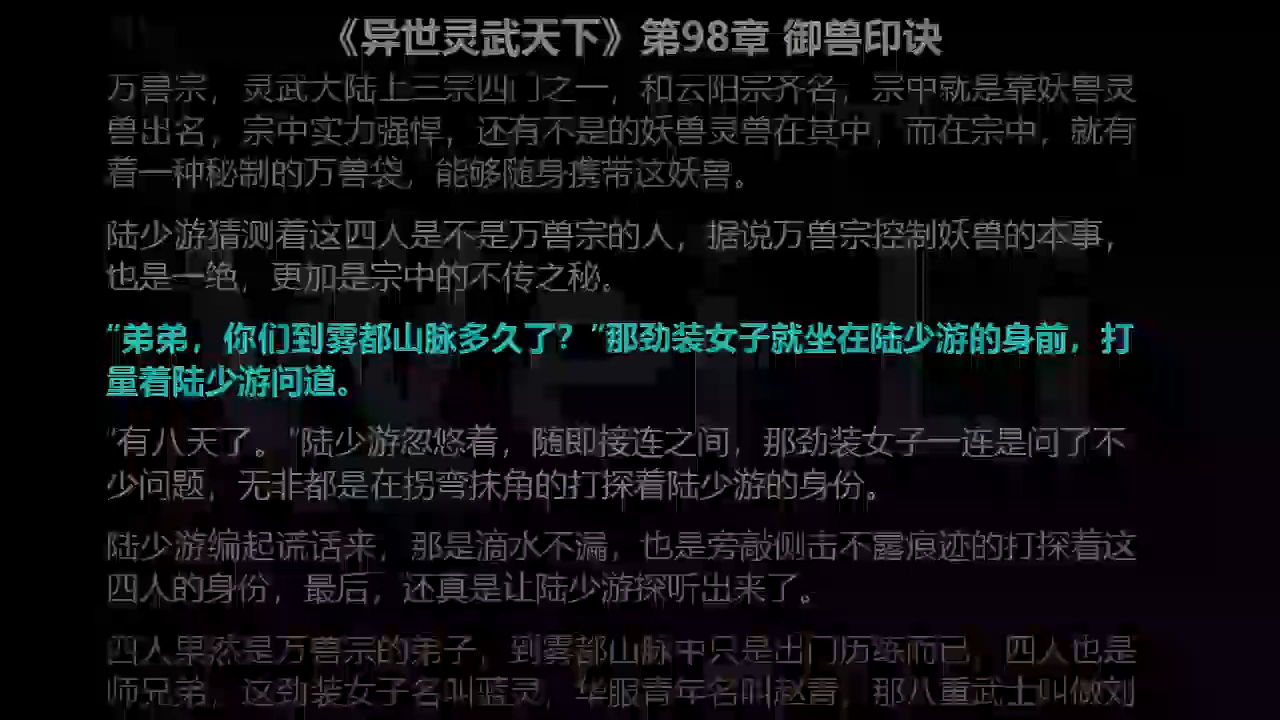 《异世灵武天下》第98章 御兽印诀
万兽宗，灵武大陆上三宗四门之一，和云阳宗齐名，宗中就是靠妖兽灵
兽出名，宗中实力强悍，还有不是的妖兽灵兽在其中，而在宗中，就有
着一种秘制的万兽袋，能够随身携带这妖兽。
陆少游猜测着这四人是不是万兽宗的人，据说万兽宗控制妖兽的本事，
也是一绝，更加是宗中的不传之秘。
“弟弟，你们到雾都山脉多久了？”那劲装女子就坐在陆少游的身前，打
量着陆少游问道。
“有八天了。”陆少游忽悠着，随即接连之间，那劲装女子一连是问了不
少问题，无非都是在拐弯抹角的打探着陆少游的身份。
陆少游编起谎话来，那是滴水不漏，也是旁敲侧击不露痕迹的打探着这
四人的身份，最后，还真是让陆少游探听出来了。
四人果然是万兽宗的弟子，到雾都山脉中只是出门历练而已，四人也是
师兄弟，这劲装女子名叫蓝灵，华服青年名叫赵晋，那八重武士叫做刘